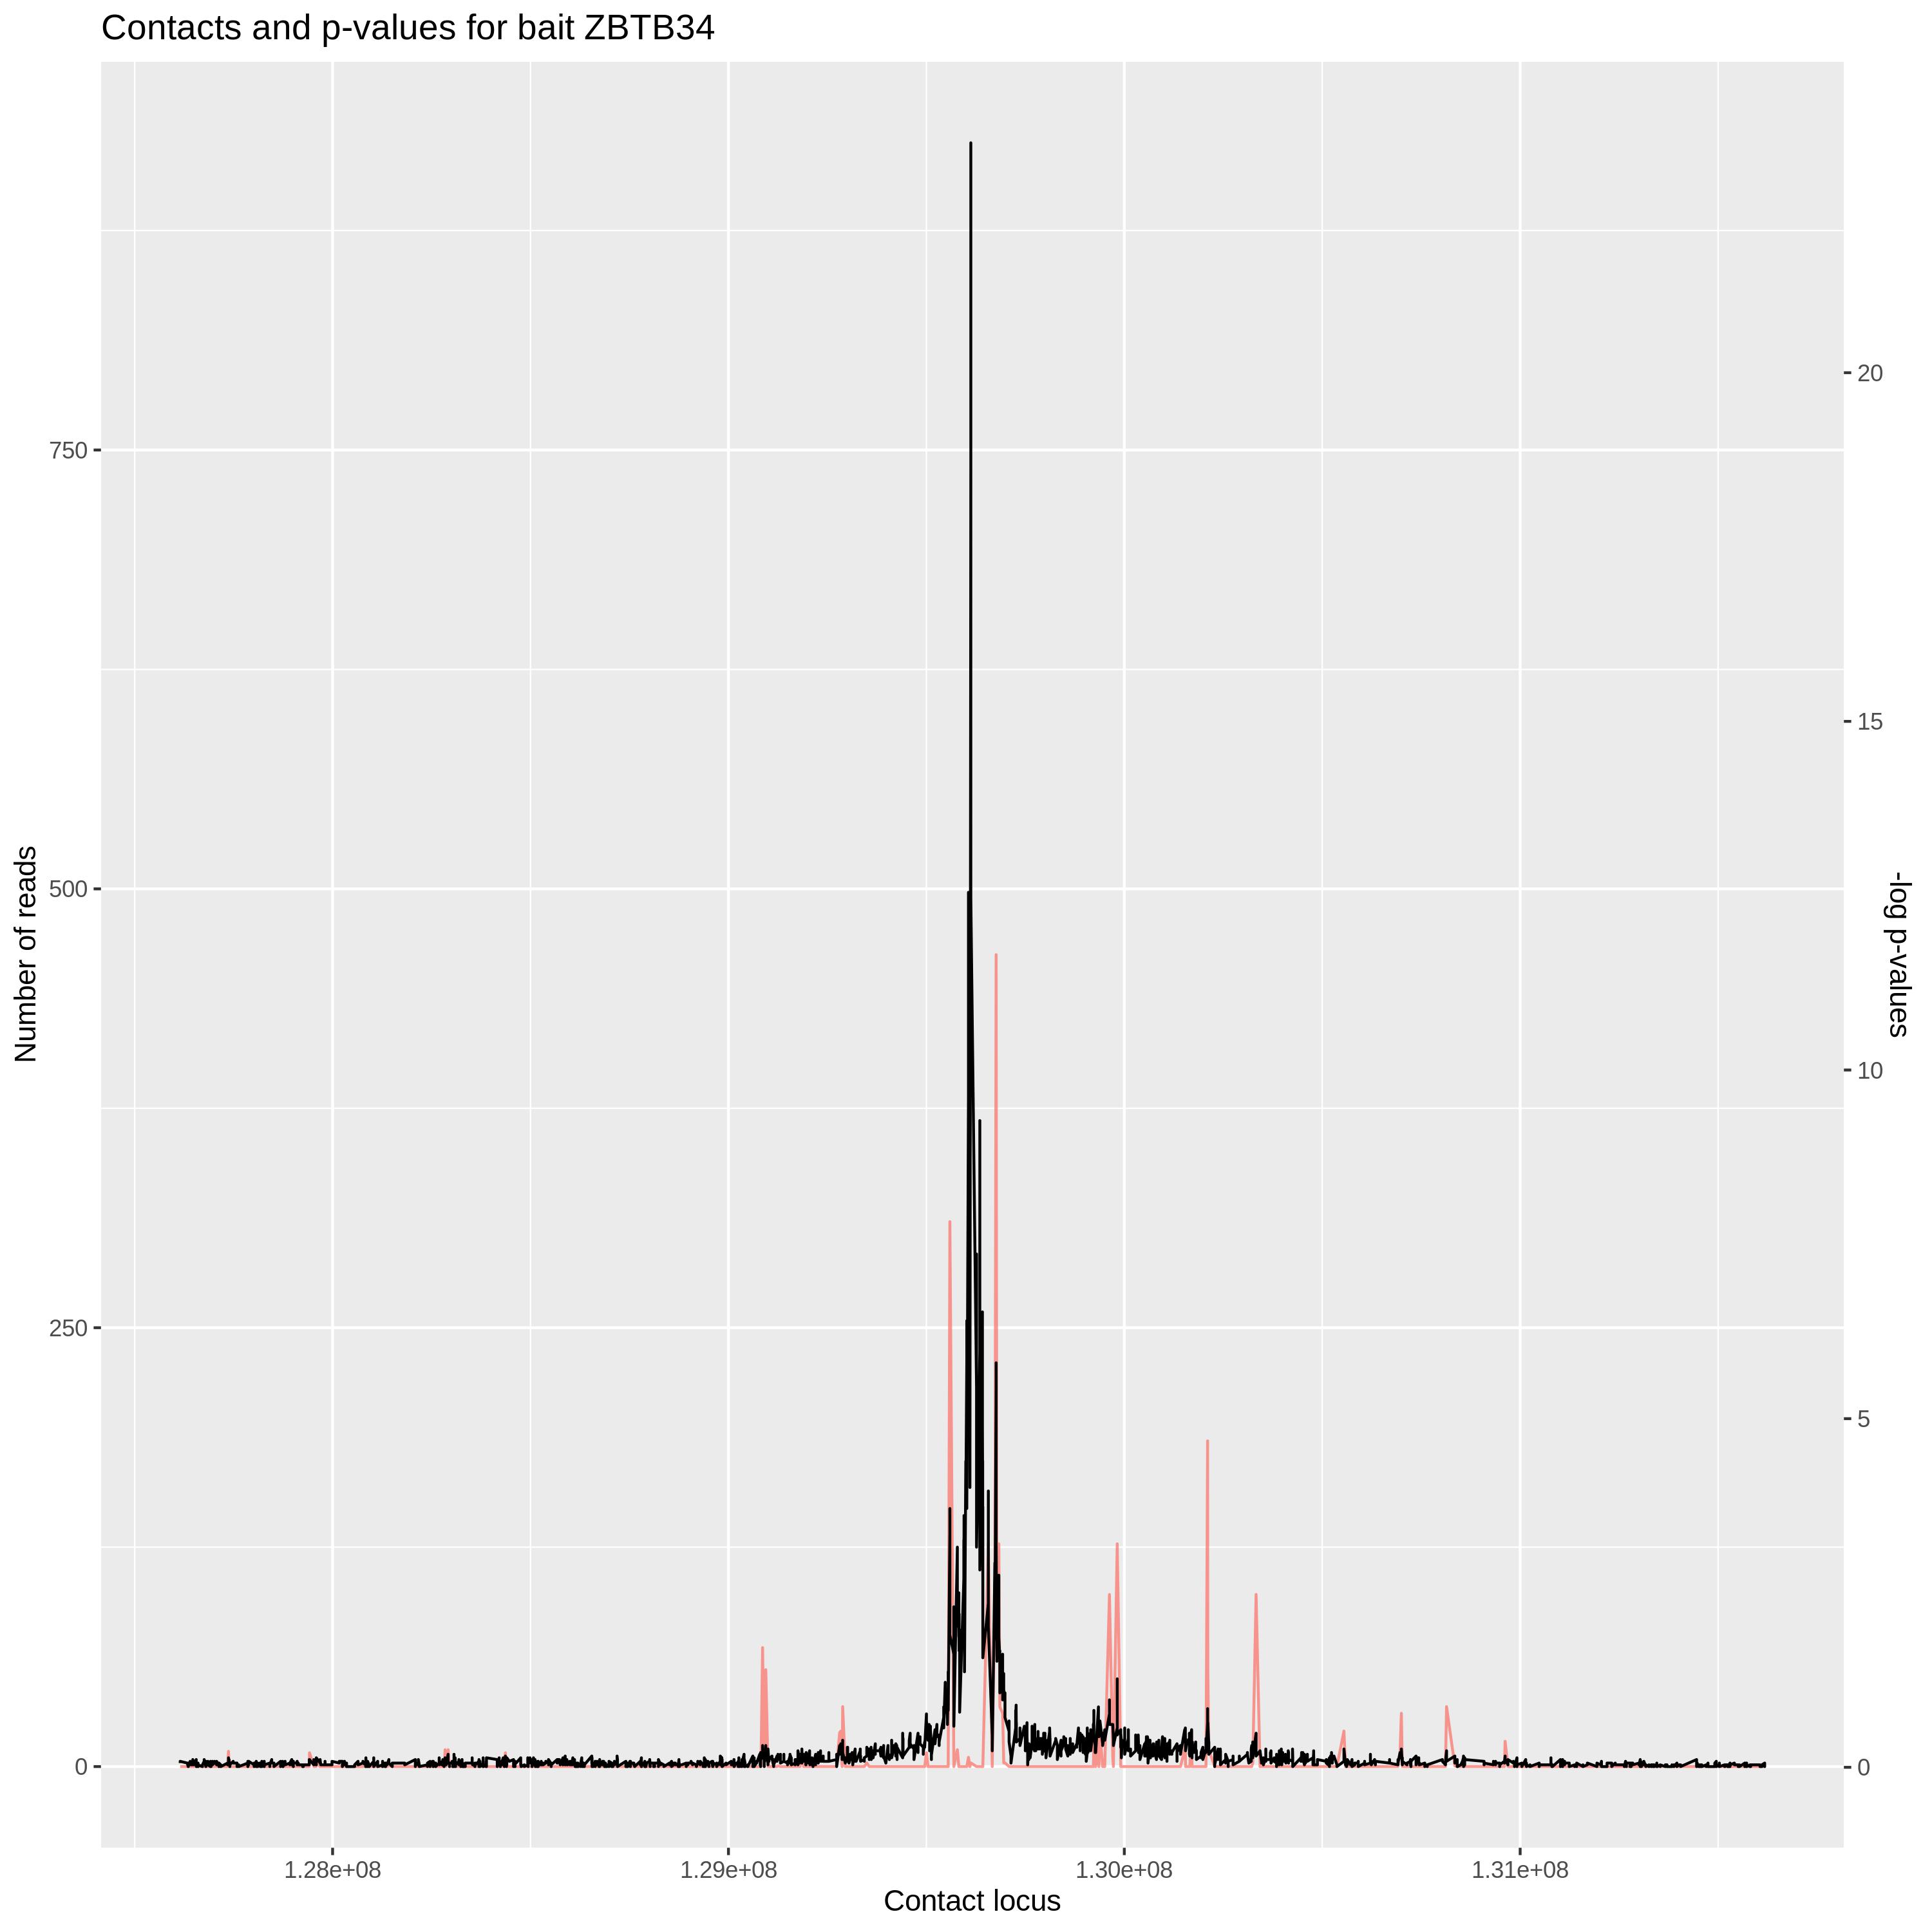 Contacts and p-values for bait ZBTB34
Number of reads
750
500
250
0
20
15
10
5
0
-log p-values
1.28e+08
1.29e+08
1.30e+08
1.31e+08
Contact locus